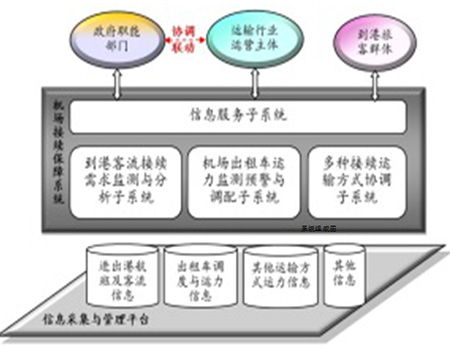 政府职能
部门
协调
联动
运输行业
运营主体
到港旅
客群体
机场接续保障系统
信息服务子系统
到港客流接续
需求监测与分
析子系统
机场出租车运
力监测预警与
调配子系统
多种接续运
输方式协调
子系统
系统组成图
进出港航
班及客流
信息
出租车调
度与运力
信息
其他运输方
式运力信息
其他
信息
信息采集与管理平台